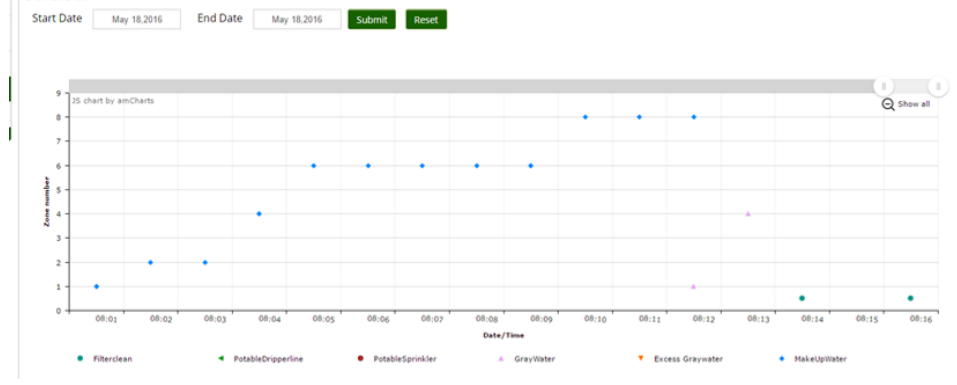 Start Date May 18,2016 End Date May 18,2016 Submit Reset
9
JS chart by amCharts
Show all
8
7
6
5
4
3
2
1
0
Zone number
08:01 08:02 08:03 08:04 08:05 08:06 08:07 08:08 08:09 08:10 08:11 08:12 08:13 08:14 08:15 08:16
Date/Time
Filterclean PotableDripperline PotableSprinkler GrayWater Excess Graywater MakeUpWater